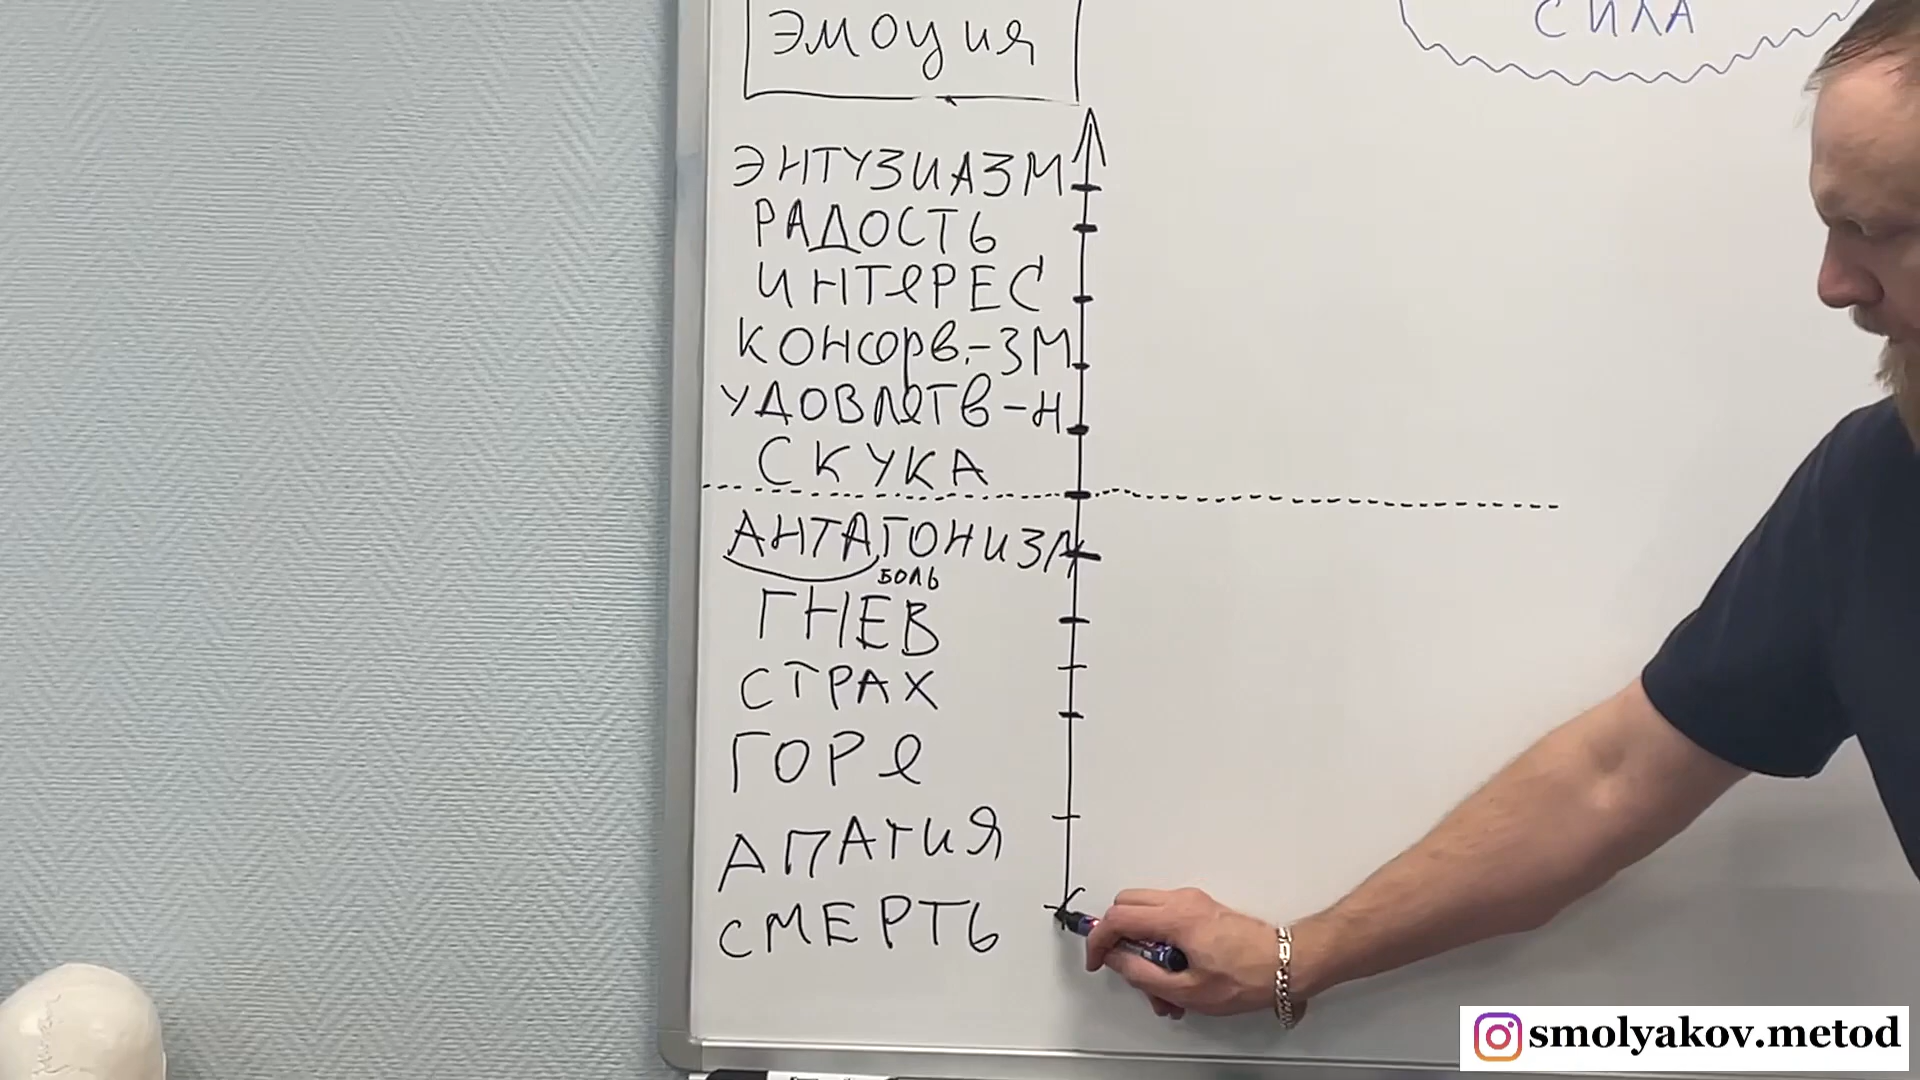 эмоция
СИЛА
ЭНТУЗИАЗМ
РАДОСТЬ
ИНТЕРЕС
КОНСЕРВ.-ЗМ
УДОВЛЕТВ-Н.
СКУКА
АНТАГОНИЗМ
БОЛЬ
ГНЕВ
СТРАХ
ГОРЕ
АПАТИЯ
СМЕРТЬ
smolyakov.metod